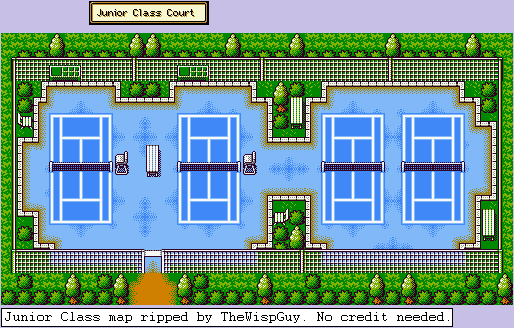 Junior Class Court
Junior Class map ripped by TheWispGuy. No credit needed.